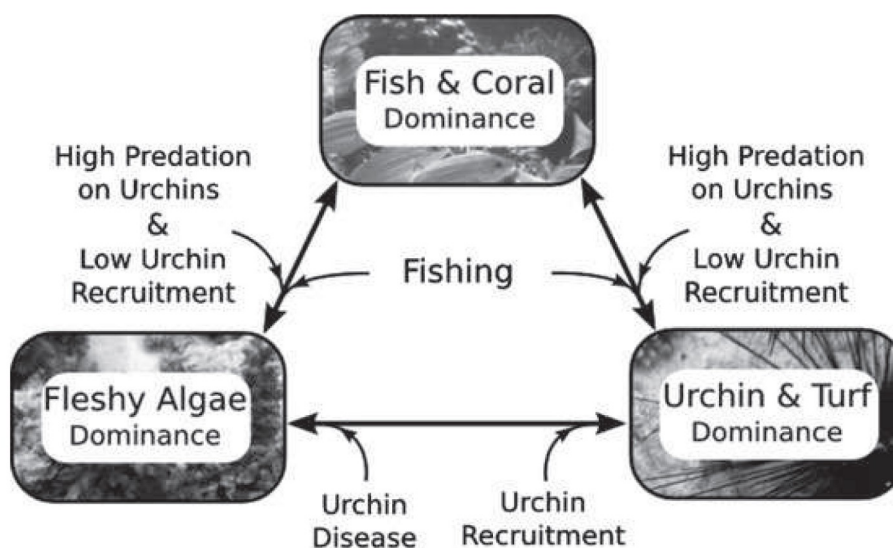 Fish & Coral
Dominance
High Predation
on Urchins
&
Low Urchin
Recruitment
High Predation
on Urchins
&
Low Urchin
Recruitment
Fishing
Fleshy Algae
Dominance
Urchin & Turf
Dominance
Urchin
Disease
Urchin
Recruitment